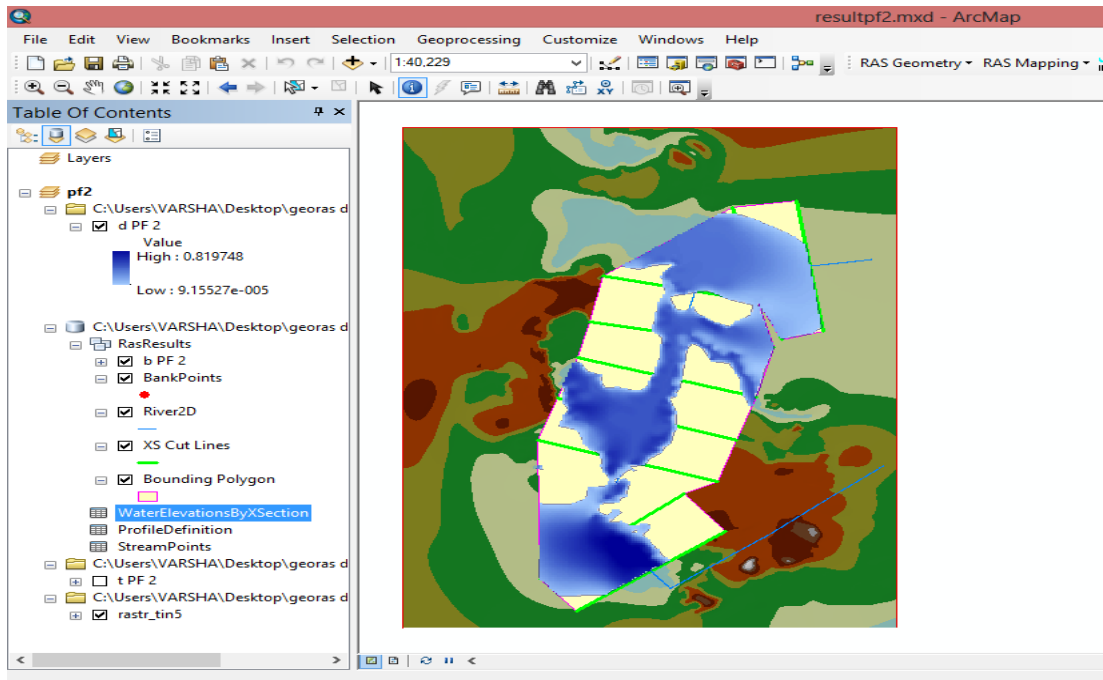 resultpf2.mxd - ArcMap
File Edit View Bookmarks Insert Selection Geoprocessing Customize Windows Help
1:40,229
RAS Geometry RAS Mapping
Table Of Contents
Layers
pf2
C:\Users\VARSHA\Desktop\georas d
d PF 2
Value
High : 0.819748
Low : 9.15527e-005
C:\Users\VARSHA\Desktop\georas d
RasResults
b PF 2
BankPoints
River2D
XS Cut Lines
Bounding Polygon
WaterElevationsByXSection
ProfileDefinition
StreamPoints
C:\Users\VARSHA\Desktop\georas d
t PF 2
C:\Users\VARSHA\Desktop\georas d
rastr_tin5